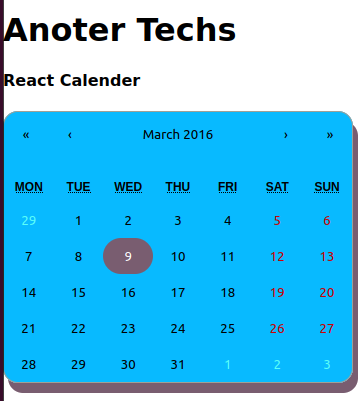 Anoter Techs
React Calender
« ‹ March 2016 › »
MON TUE WED THU FRI SAT SUN
29 1 2 3 4 5 6
7 8 9 10 11 12 13
14 15 16 17 18 19 20
21 22 23 24 25 26 27
28 29 30 31 1 2 3